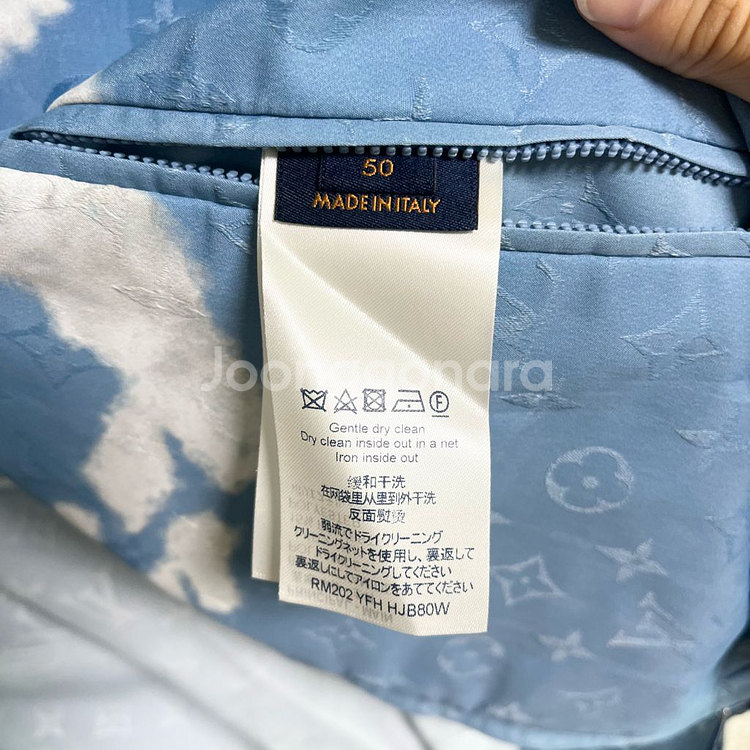 50
MADE IN ITALY
Joonggonara
Gentle dry clean
Dry clean inside out in a net
Iron inside out
缓和干洗
在网袋里从里到外干洗
反面熨烫
弱流でドライクリーニング
クリーニングネットを使用し、裏返して
ドライクリーニングしてください
裏返しにしてアイロンをあててください
RM202 YFH HJB80W